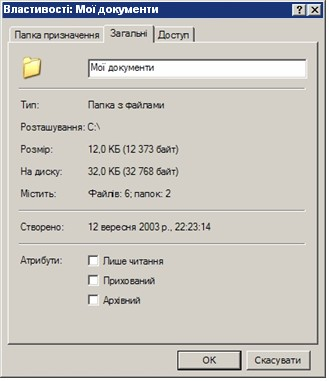 Властивості: Мої документи
Папка призначення Загальні Доступ
Мої документи
Тип: Папка з файлами
Розташування: C:\
Розмір: 12,0 КБ (12 373 байт)
На диску: 32,0 КБ (32 768 байт)
Містить: Файлів: 6; папок: 2
Створено: 12 вересня 2003 р., 22:23:14
Атрибути: Лише читання
Прихований
Архівний
OK Скасувати